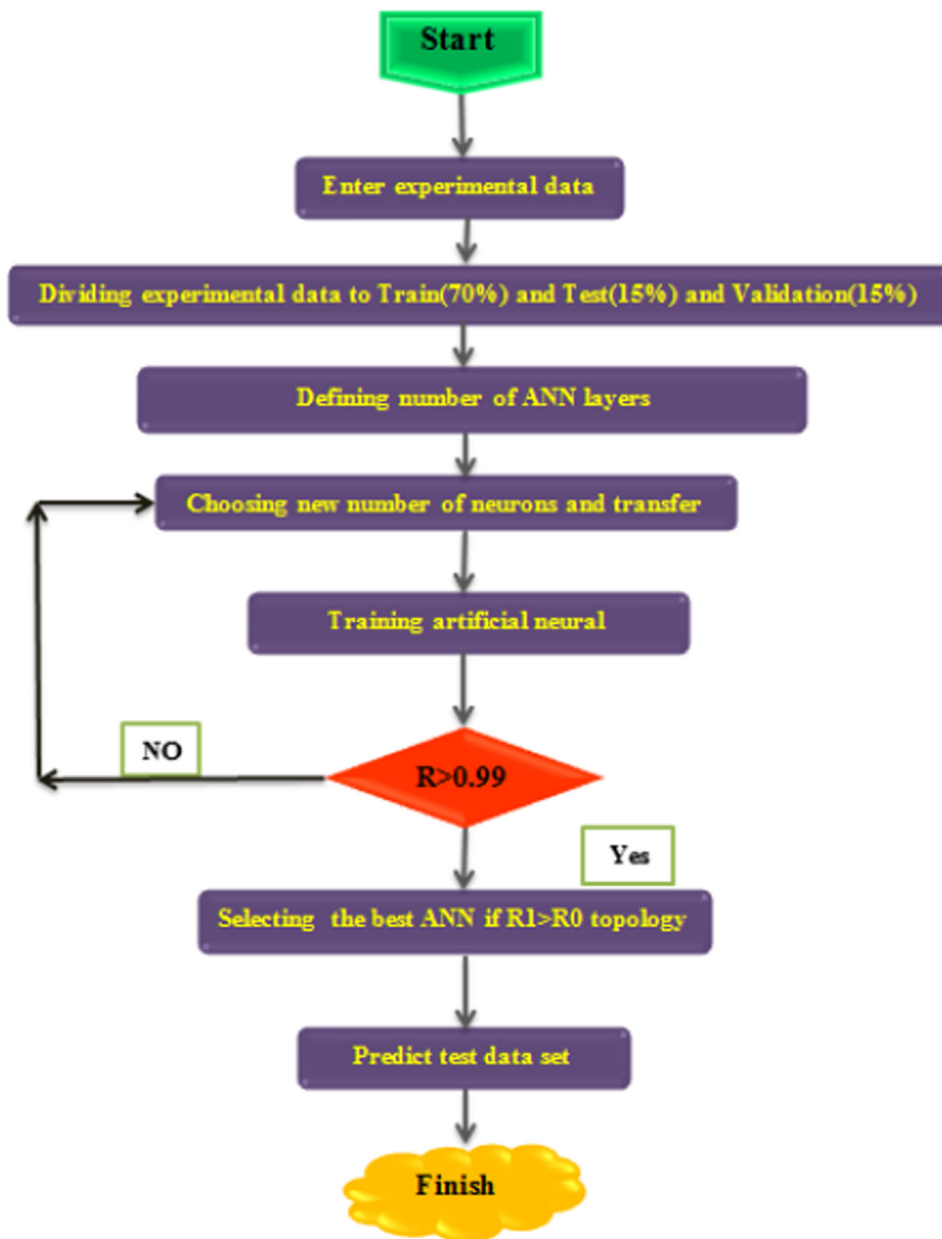 Start
Enter experimental data
Dividing experimental data to Train(70%) and Test(15%) and Validation(15%)
Defining number of ANN layers
Choosing new number of neurons and transfer
Training artificial neural
NO
R>0.99
Yes
Selecting the best ANN if R1>R0 topology
Predict test data set
Finish